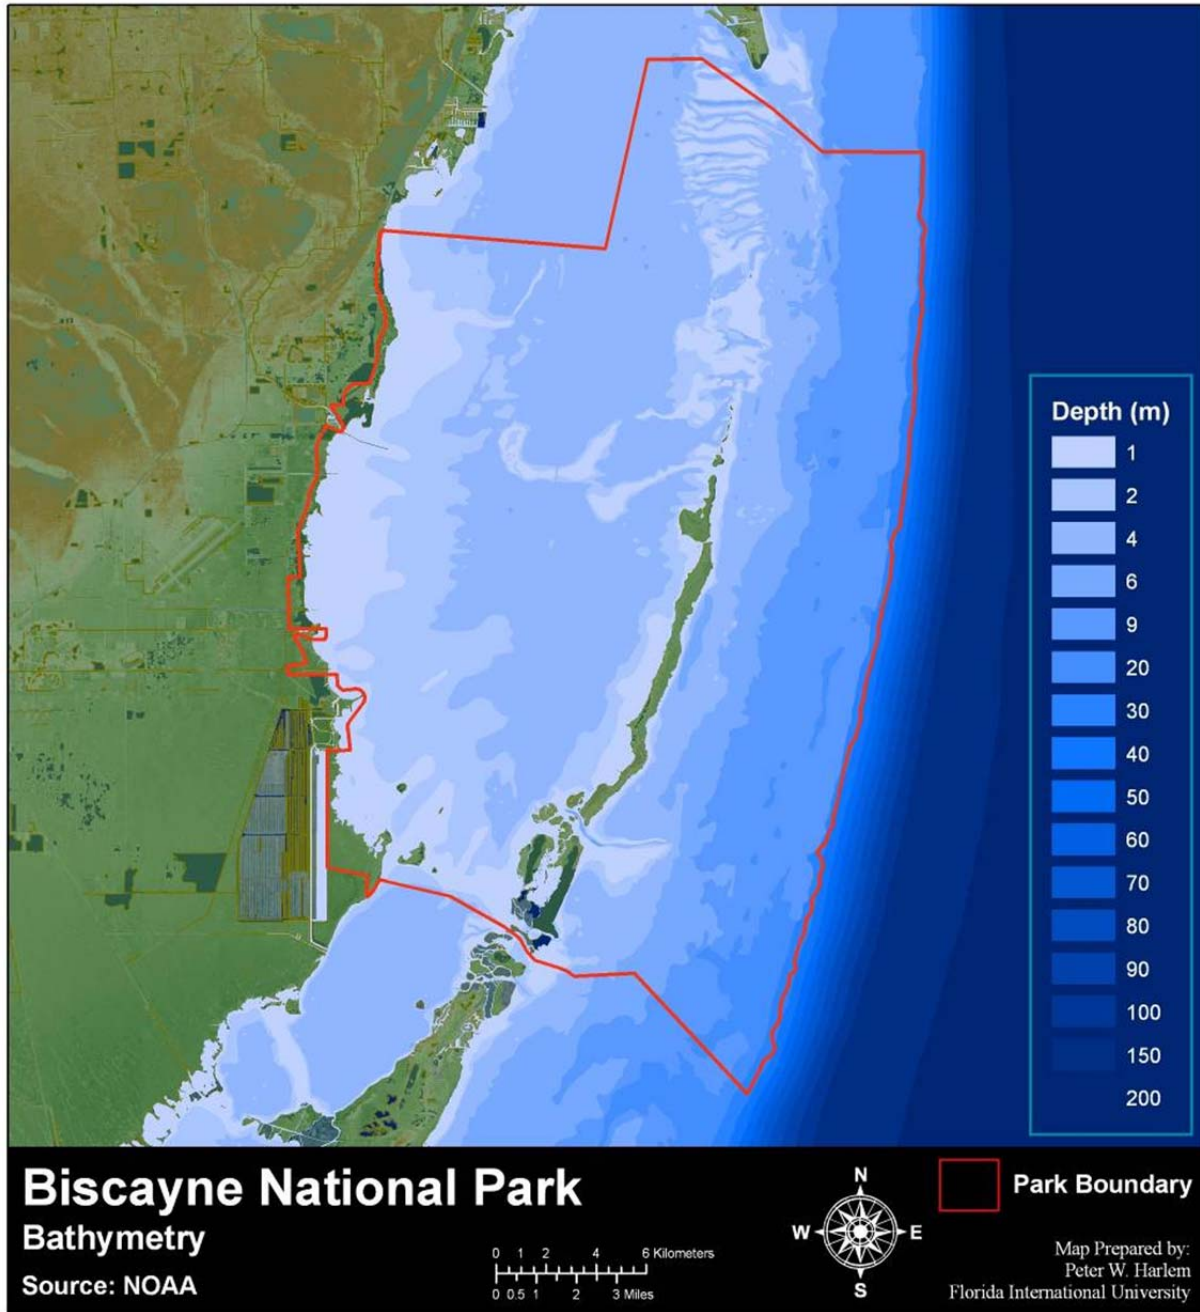 Depth (m)
1
2
4
6
9
20
30
40
50
60
70
80
90
100
150
200
Biscayne National Park
Bathymetry
Source: NOAA
0 1 2 4 6 Kilometers
0 0.5 1 2 3 Miles
N
W E
S
Park Boundary
Map Prepared by:
Peter W. Harlem
Florida International University